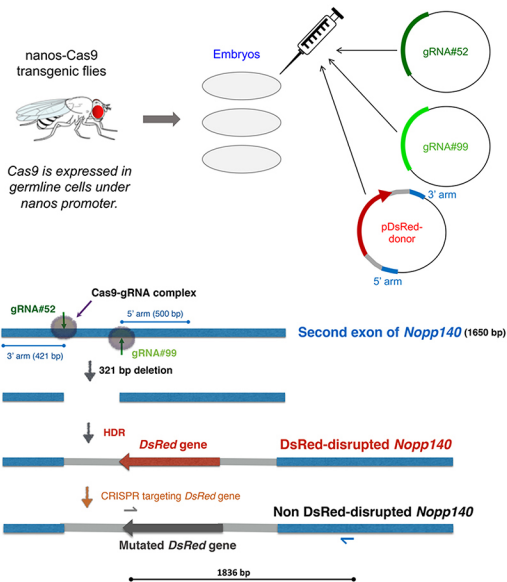 nanos-Cas9
transgenic flies
Embryos
gRNA#52
gRNA#99
Cas9 is expressed in
germline cells under
nanos promoter.
3’ arm
pDsRed-
donor
5’ arm
Cas9-gRNA complex
gRNA#52
5’ arm (500 bp)
Second exon of Nopp140 (1650 bp)
3’ arm (421 bp)
gRNA#99
321 bp deletion
HDR
DsRed gene
DsRed-disrupted Nopp140
CRISPR targeting DsRed gene
Non DsRed-disrupted Nopp140
Mutated DsRed gene
1836 bp